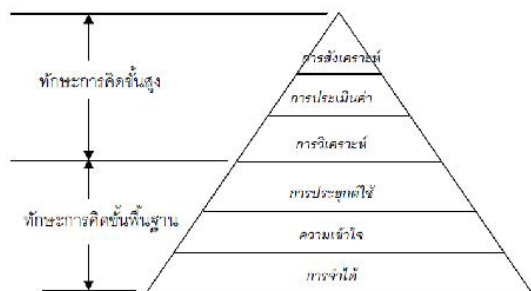 การสังเคราะห์
ทักษะการคิดขั้นสูง
การประเมินค่า
การวิเคราะห์
การประยุกต์ใช้
ทักษะการคิดขั้นพื้นฐาน
ความเข้าใจ
การจำได้